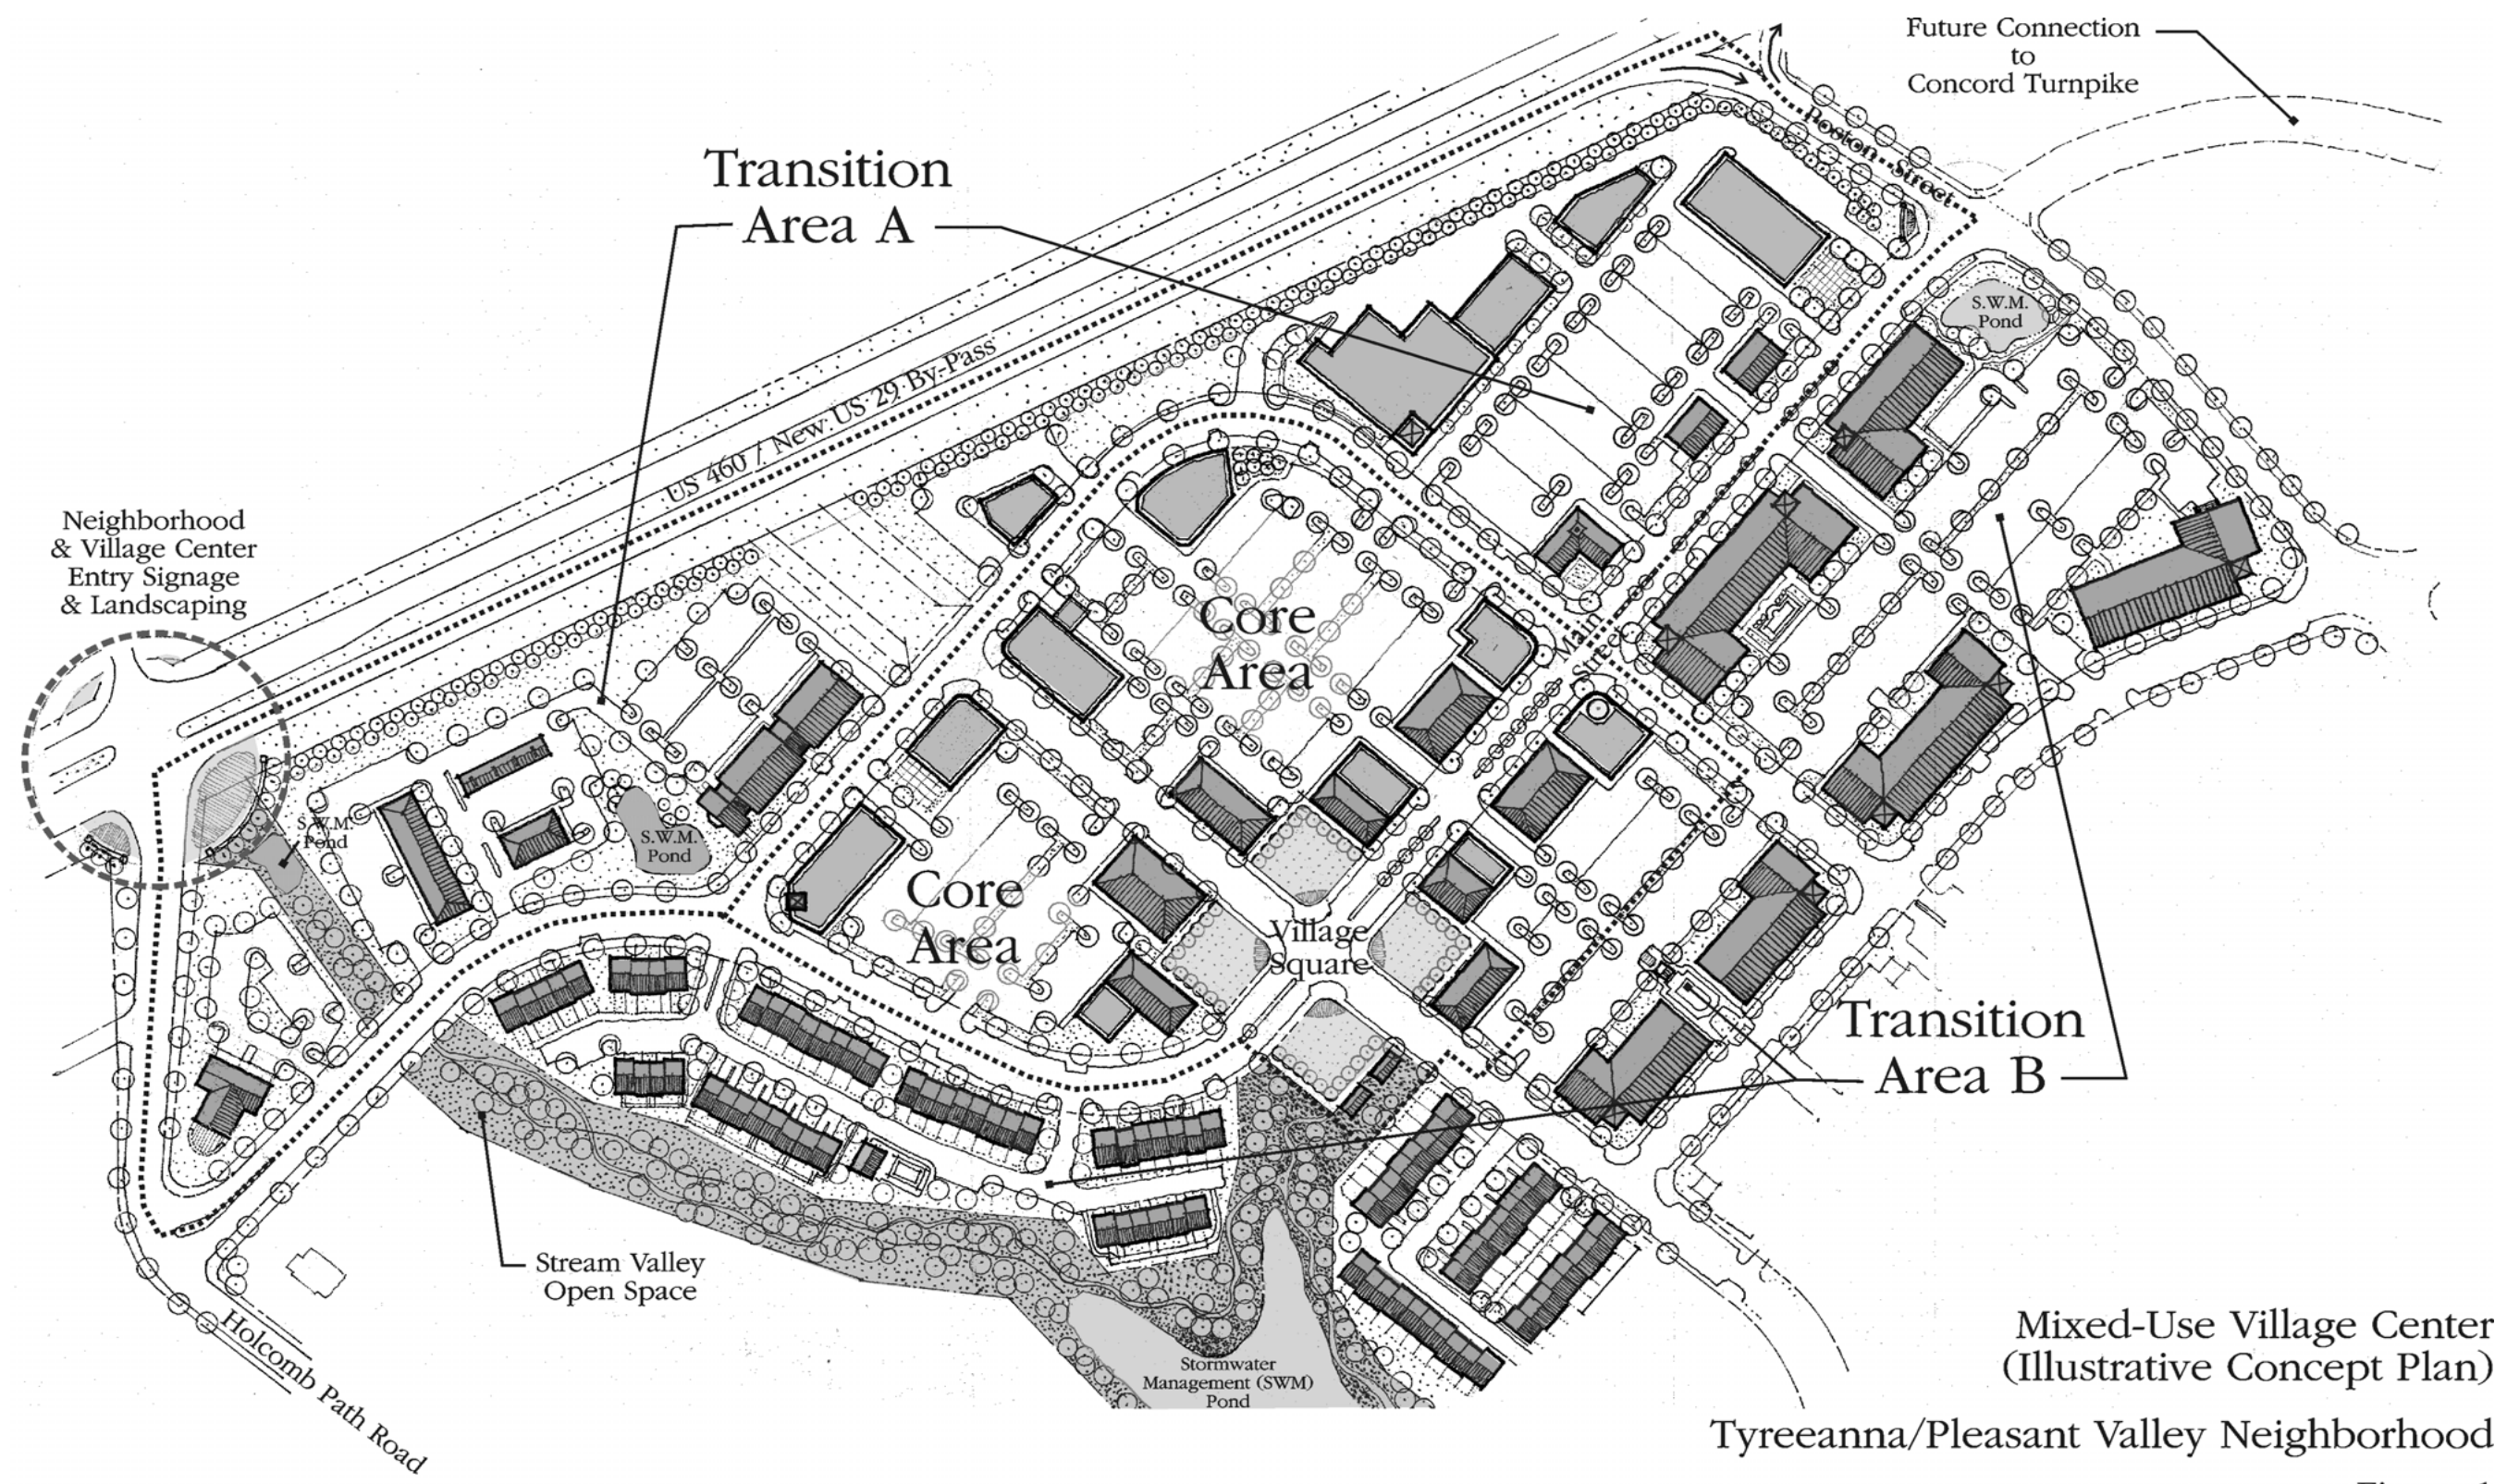 Future Connection
to
Concord Turnpike
Boston Street
Transition
Area A
S.W.M.
Pond
US 460 / New US 29 By-Pass
Neighborhood
& Village Center
Entry Signage
& Landscaping
Core
Area
Main
Street
S.W.M.
Pond
S.W.M.
Pond
Core
Area
Village
Square
Transition
Area B
Stream Valley
Open Space
Holcomb Path Road
Stormwater
Management (SWM)
Pond
Mixed-Use Village Center
(Illustrative Concept Plan)
Tyreeanna/Pleasant Valley Neighborhood